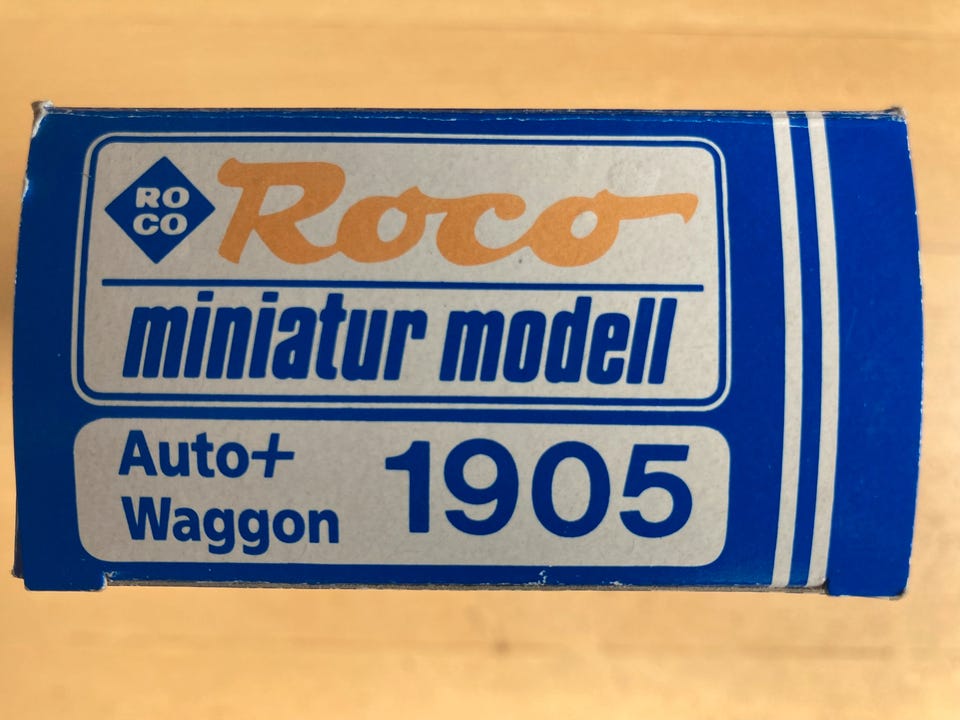 RO
CO
Roco
miniatur modell
Auto+
Waggon
1905